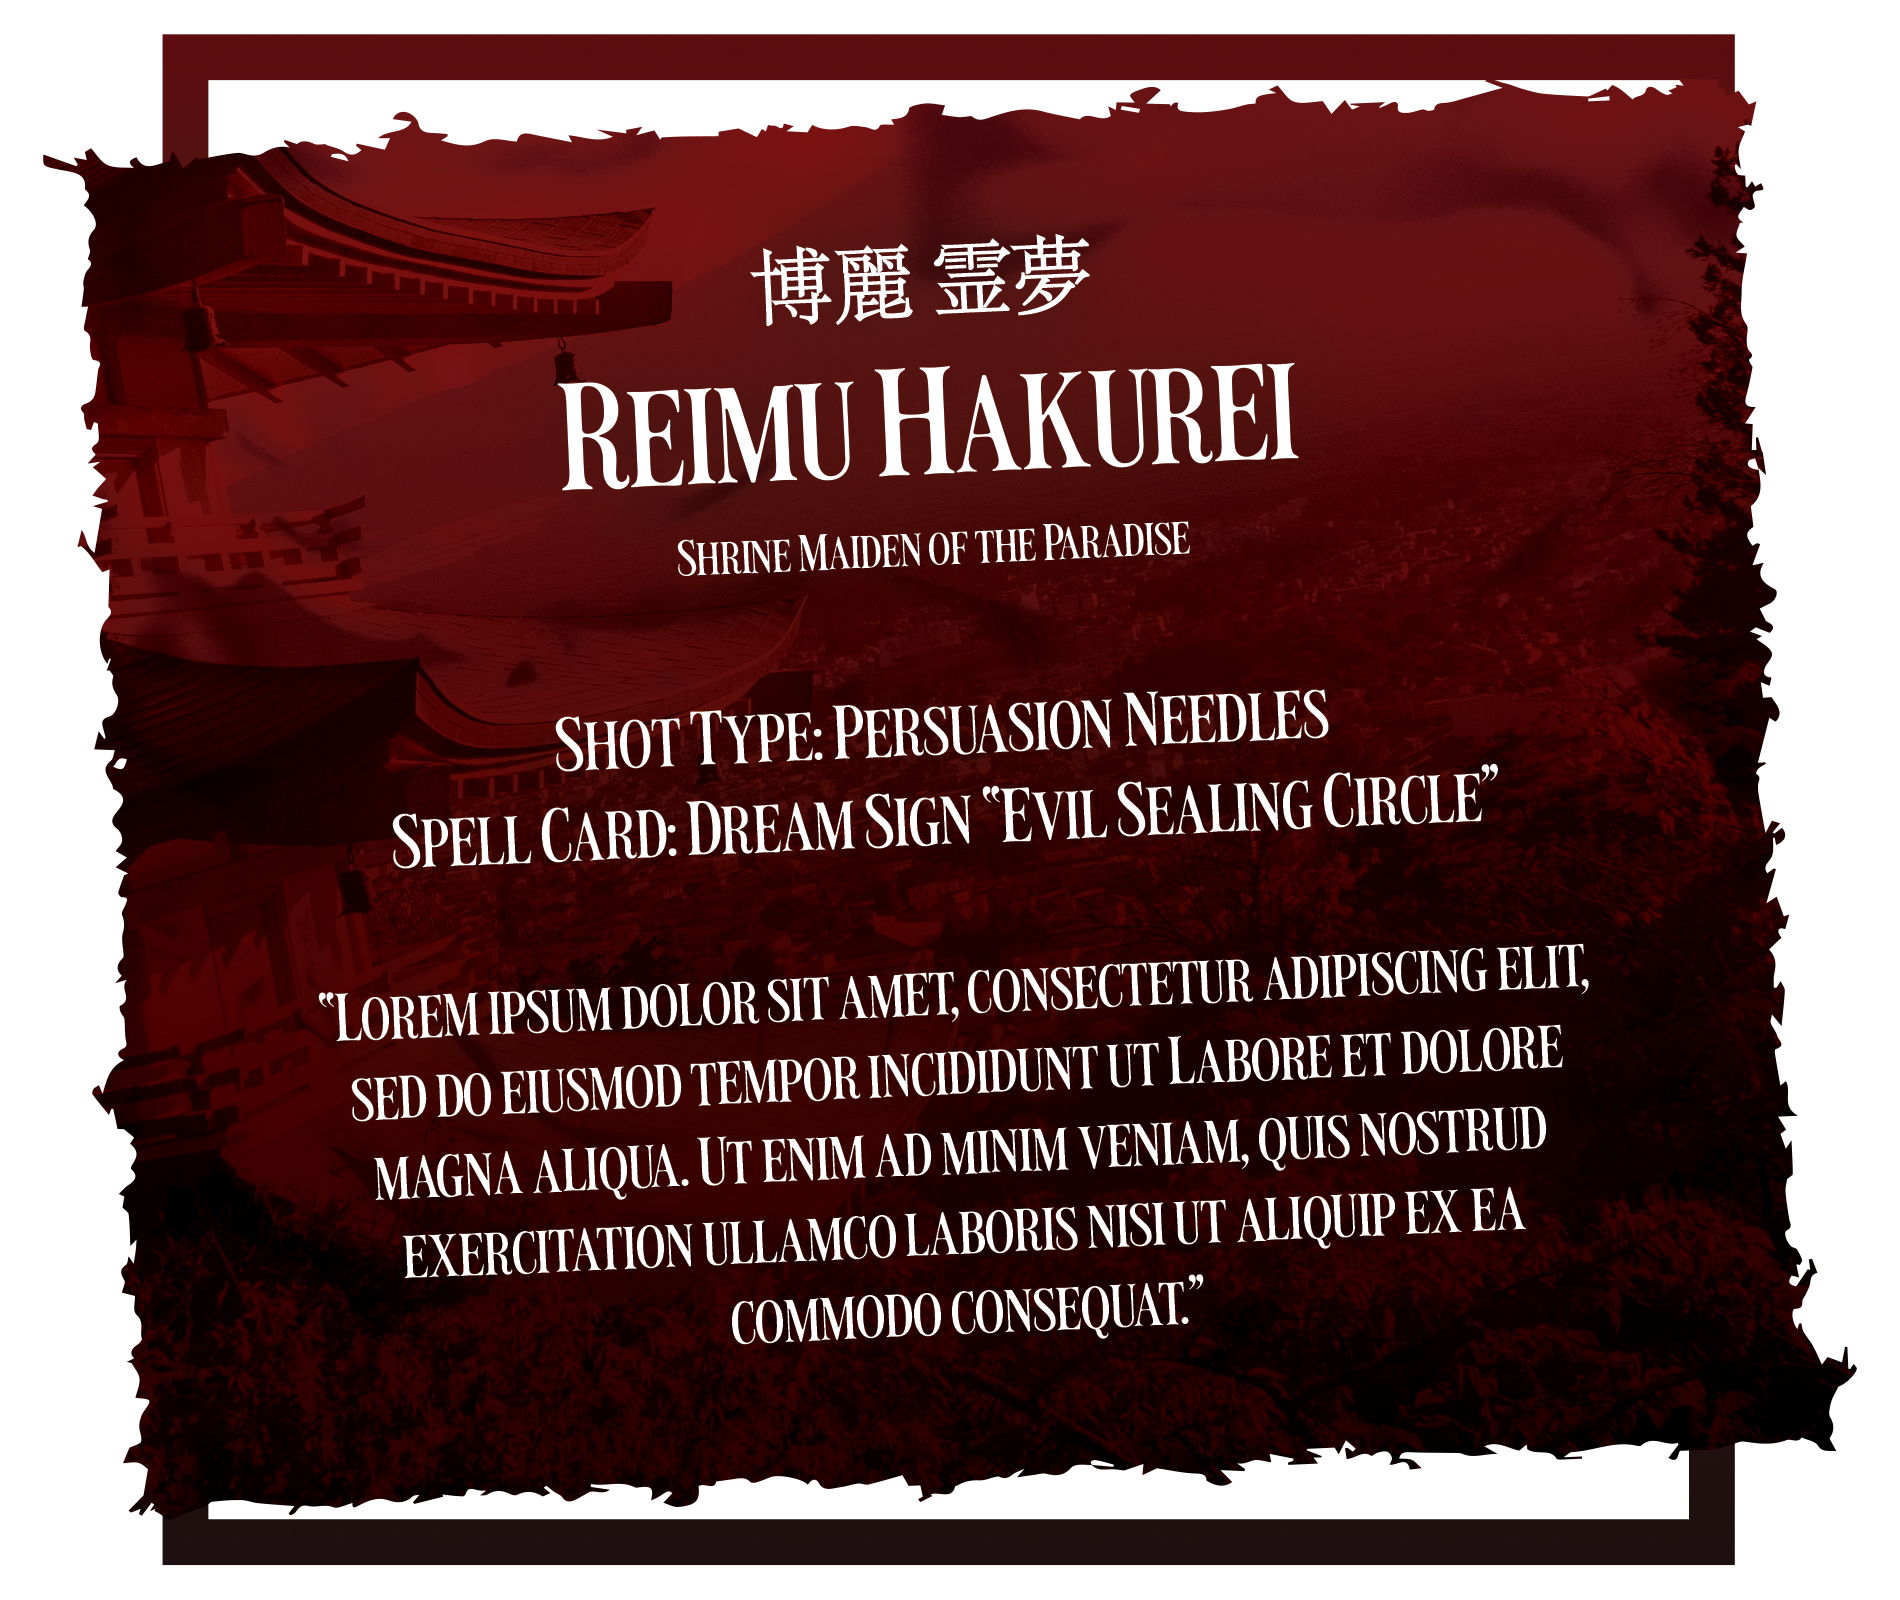 博麗 霊夢
Reimu Hakurei
Shrine Maiden of the Paradise
Shot Type: Persuasion Needles
Spell Card: Dream Sign “Evil Sealing Circle”
“Lorem ipsum dolor sit amet, consectetur adipiscing elit,
sed do eiusmod tempor incididunt ut Labore et dolore
magna aliqua. Ut enim ad minim veniam, quis nostrud
exercitation ullamco laboris nisi ut aliquip ex ea
commodo consequat.”